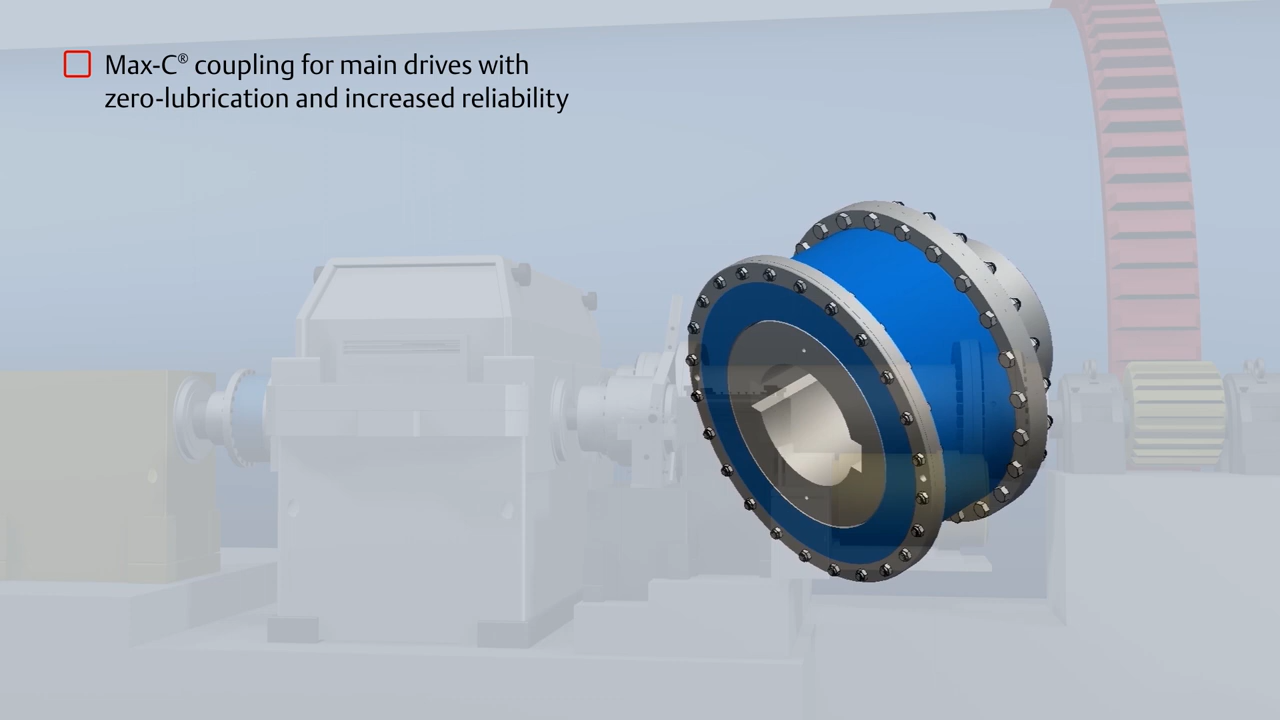 Max-C® coupling for main drives with
zero-lubrication and increased reliability